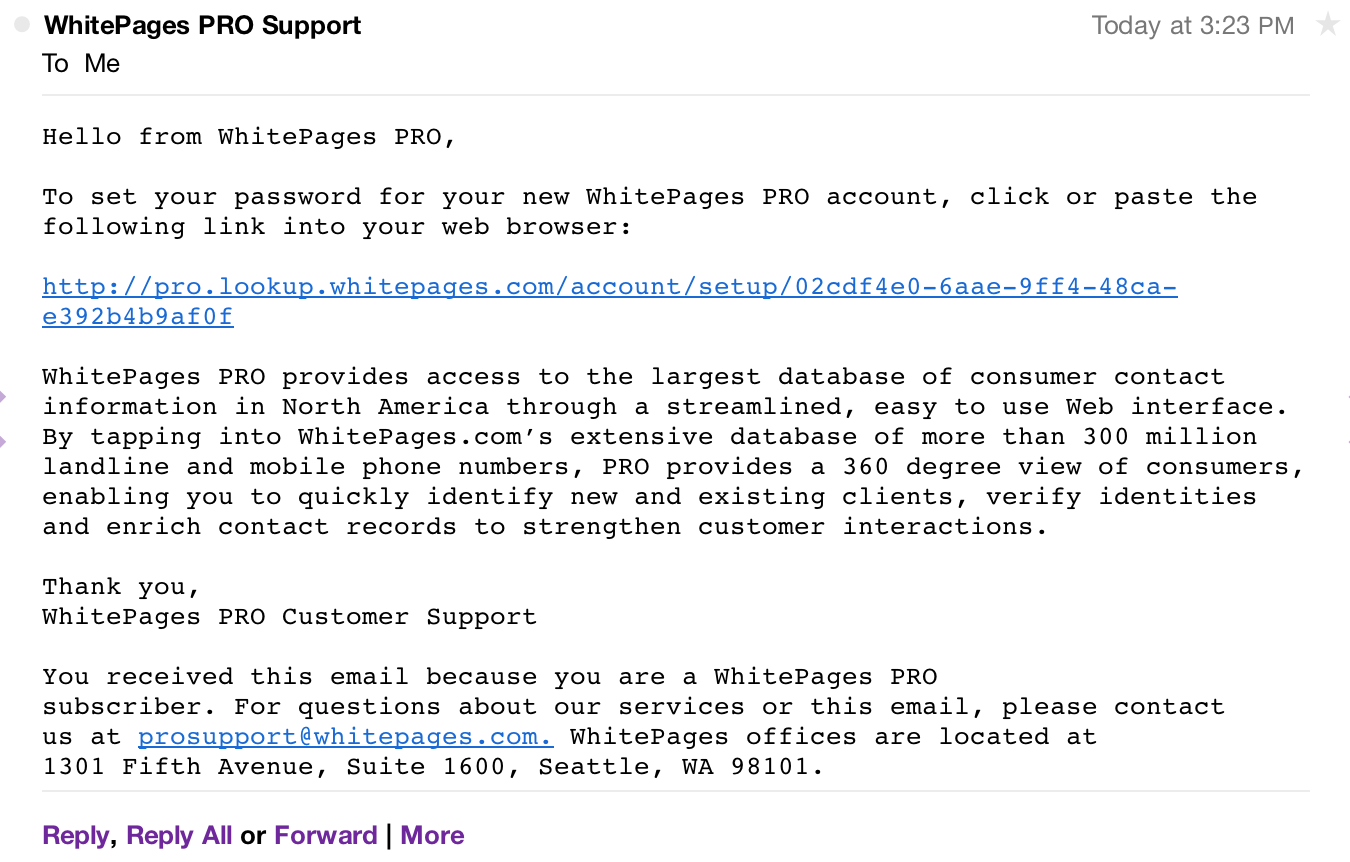 WhitePages PRO Support
Today at 3:23 PM
To Me
Hello from WhitePages PRO,
To set your password for your new WhitePages PRO account, click or paste the
following link into your web browser:
http://pro.lookup.whitepages.com/account/setup/02cdf4e0-6aae-9ff4-48ca-
e392b4b9af0f
WhitePages PRO provides access to the largest database of consumer contact
information in North America through a streamlined, easy to use Web interface.
By tapping into WhitePages.com’s extensive database of more than 300 million
landline and mobile phone numbers, PRO provides a 360 degree view of consumers,
enabling you to quickly identify new and existing clients, verify identities
and enrich contact records to strengthen customer interactions.
Thank you,
WhitePages PRO Customer Support
You received this email because you are a WhitePages PRO
subscriber. For questions about our services or this email, please contact
us at prosupport@whitepages.com. WhitePages offices are located at
1301 Fifth Avenue, Suite 1600, Seattle, WA 98101.
Reply, Reply All or Forward | More